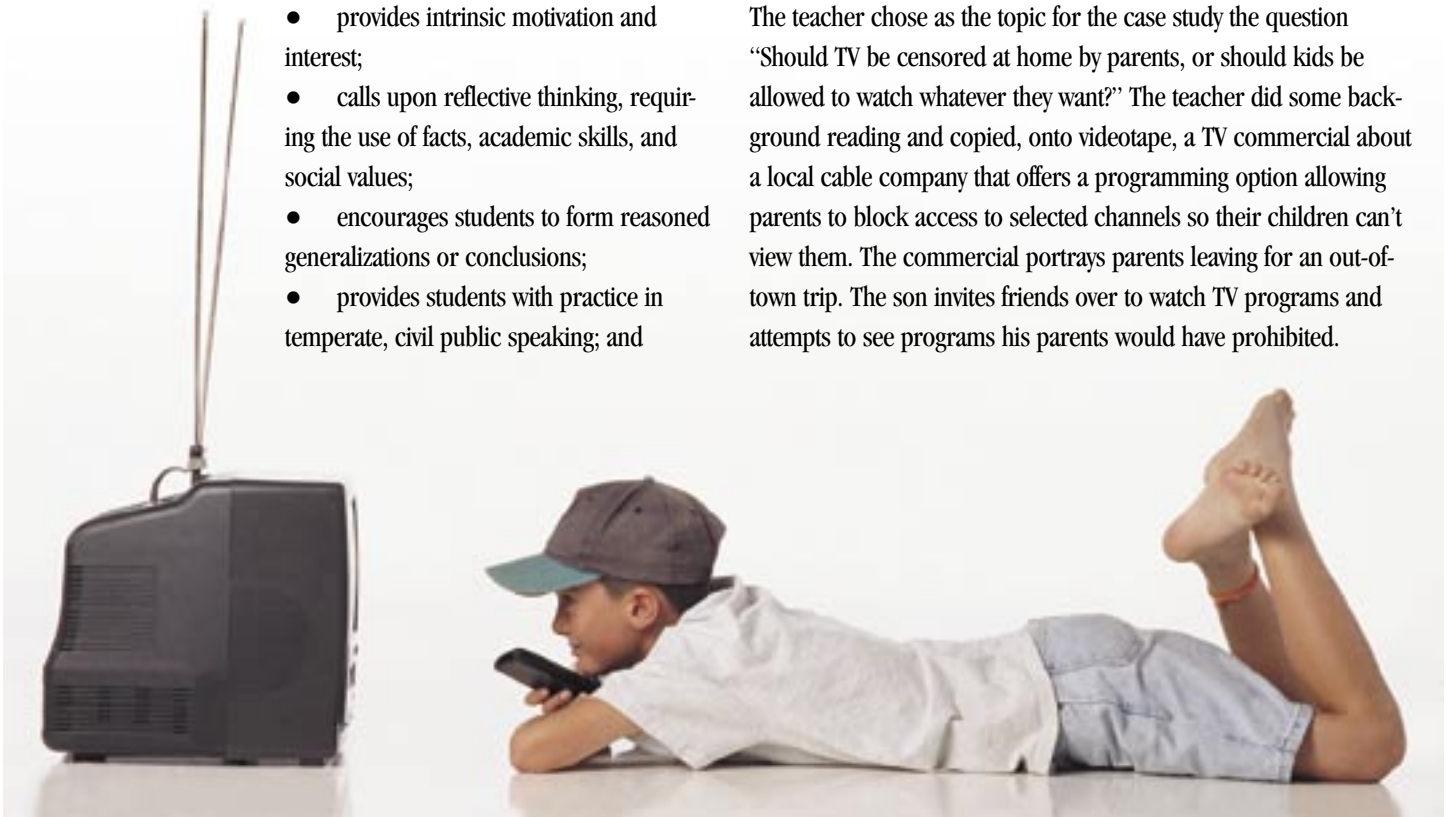 ● provides intrinsic motivation and
interest;
● calls upon reflective thinking, requir-
ing the use of facts, academic skills, and
social values;
● encourages students to form reasoned
generalizations or conclusions;
● provides students with practice in
temperate, civil public speaking; and
The teacher chose as the topic for the case study the question
“Should TV be censored at home by parents, or should kids be
allowed to watch whatever they want?” The teacher did some back-
ground reading and copied, onto videotape, a TV commercial about
a local cable company that offers a programming option allowing
parents to block access to selected channels so their children can’t
view them. The commercial portrays parents leaving for an out-of-
town trip. The son invites friends over to watch TV programs and
attempts to see programs his parents would have prohibited.